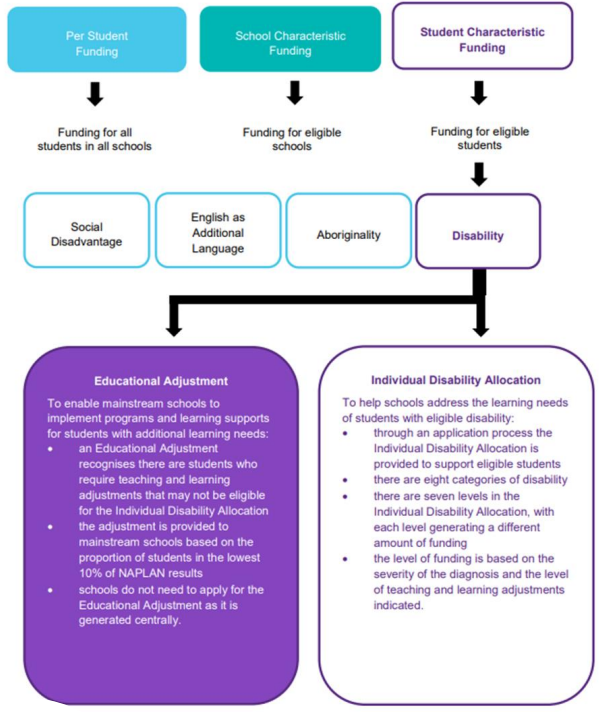 Per Student
Funding
School Characteristic
Funding
Student Characteristic
Funding
Funding for all
students in all schools
Funding for eligible
schools
Funding for eligible
students
Social
Disadvantage
English as
Additional
Language
Aboriginality
Disability
Educational Adjustment
To enable mainstream schools to
implement programs and learning supports
for students with additional learning needs:
• an Educational Adjustment
recognises there are students who
require teaching and learning
adjustments that may not be eligible
for the Individual Disability Allocation
• the adjustment is provided to
mainstream schools based on the
proportion of students in the lowest
10% of NAPLAN results
• schools do not need to apply for the
Educational Adjustment as it is
generated centrally.
Individual Disability Allocation
To help schools address the learning needs
of students with eligible disability:
• through an application process the
Individual Disability Allocation is
provided to support eligible students
• there are eight categories of disability
• there are seven levels in the
Individual Disability Allocation, with
each level generating a different
amount of funding
• the level of funding is based on the
severity of the diagnosis and the level
of teaching and learning adjustments
indicated.